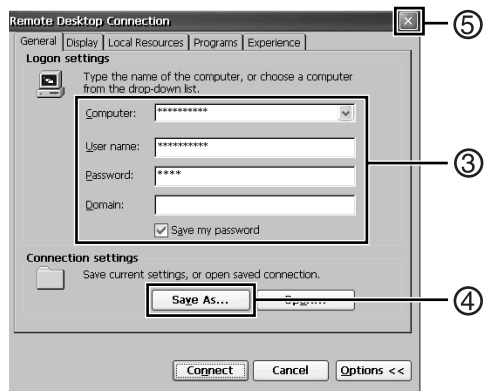 Remote Desktop Connection
⑤
General Display Local Resources Programs Experience
Logon settings
Type the name of the computer, or choose a computer
from the drop-down list.
Computer: **********
User name: **********
③
Password: ****
Domain:
Save my password
Connection settings
Save current settings, or open saved connection.
Save As...
④
Connect Cancel Options <<